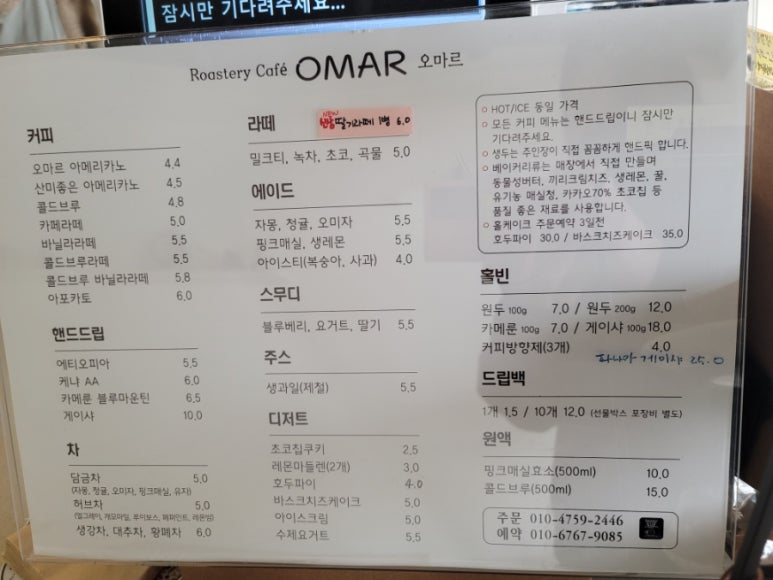 잠시만 기다려주세요...
Roastery Café OMAR 오마르
커피
오마르 아메리카노 4.4
산미좋은 아메리카노 4.5
콜드브루 4.8
카페라떼 5.0
바닐라라떼 5.5
콜드브루라떼 5.5
콜드브루 바닐라라떼 5.8
아포카토 6.0
핸드드립
에티오피아 5.5
케냐 AA 6.0
카메룬 블루마운틴 6.5
게이샤 10.0
차
담금차 5.0
(자몽, 청귤, 오미자, 핑크매실, 유자)
허브차 5.0
(얼그레이, 캐모마일, 루이보스, 페퍼민트, 레몬밤)
생강차, 대추차, 황폐차 6.0
라떼
NEW
딸기라떼 1병 6.0
밀크티, 녹차, 초코, 곡물 5.0
에이드
자몽, 청귤, 오미자 5.5
핑크매실, 생레몬 5.5
아이스티(복숭아, 사과) 4.0
스무디
블루베리, 요거트, 딸기 5.5
주스
생과일(제철) 5.5
디저트
초코칩쿠키 2.5
레몬마들렌(2개) 3.0
호두파이 4.0
바스크치즈케이크 5.0
아이스크림 5.0
수제요거트 5.5
○ HOT/ICE 동일 가격
○ 모든 커피 메뉴는 핸드드립이니 잠시만
기다려주세요.
○ 생두는 주인장이 직접 꼼꼼하게 핸드픽 합니다.
○ 베이커리류는 매장에서 직접 만들며
동물성버터, 끼리크림치즈, 생레몬, 꿀,
유기농 매실청, 카카오70% 초코칩 등
품질 좋은 재료를 사용합니다.
○ 홀케이크 주문예약 3일전
호두파이 30.0 / 바스크치즈케이크 35.0
홀빈
원두 100g 7.0 / 원두 200g 12.0
카메룬 100g 7.0 / 게이샤 100g 18.0
커피방향제(3개) 4.0
파나마 게이샤 25.0
드립백
1개 1.5 / 10개 12.0 (선물박스 포장비 별도)
원액
밍크매실효소(500ml) 10.0
콜드브루(500ml) 15.0
주문 010-4759-2446
예약 010-6767-9085